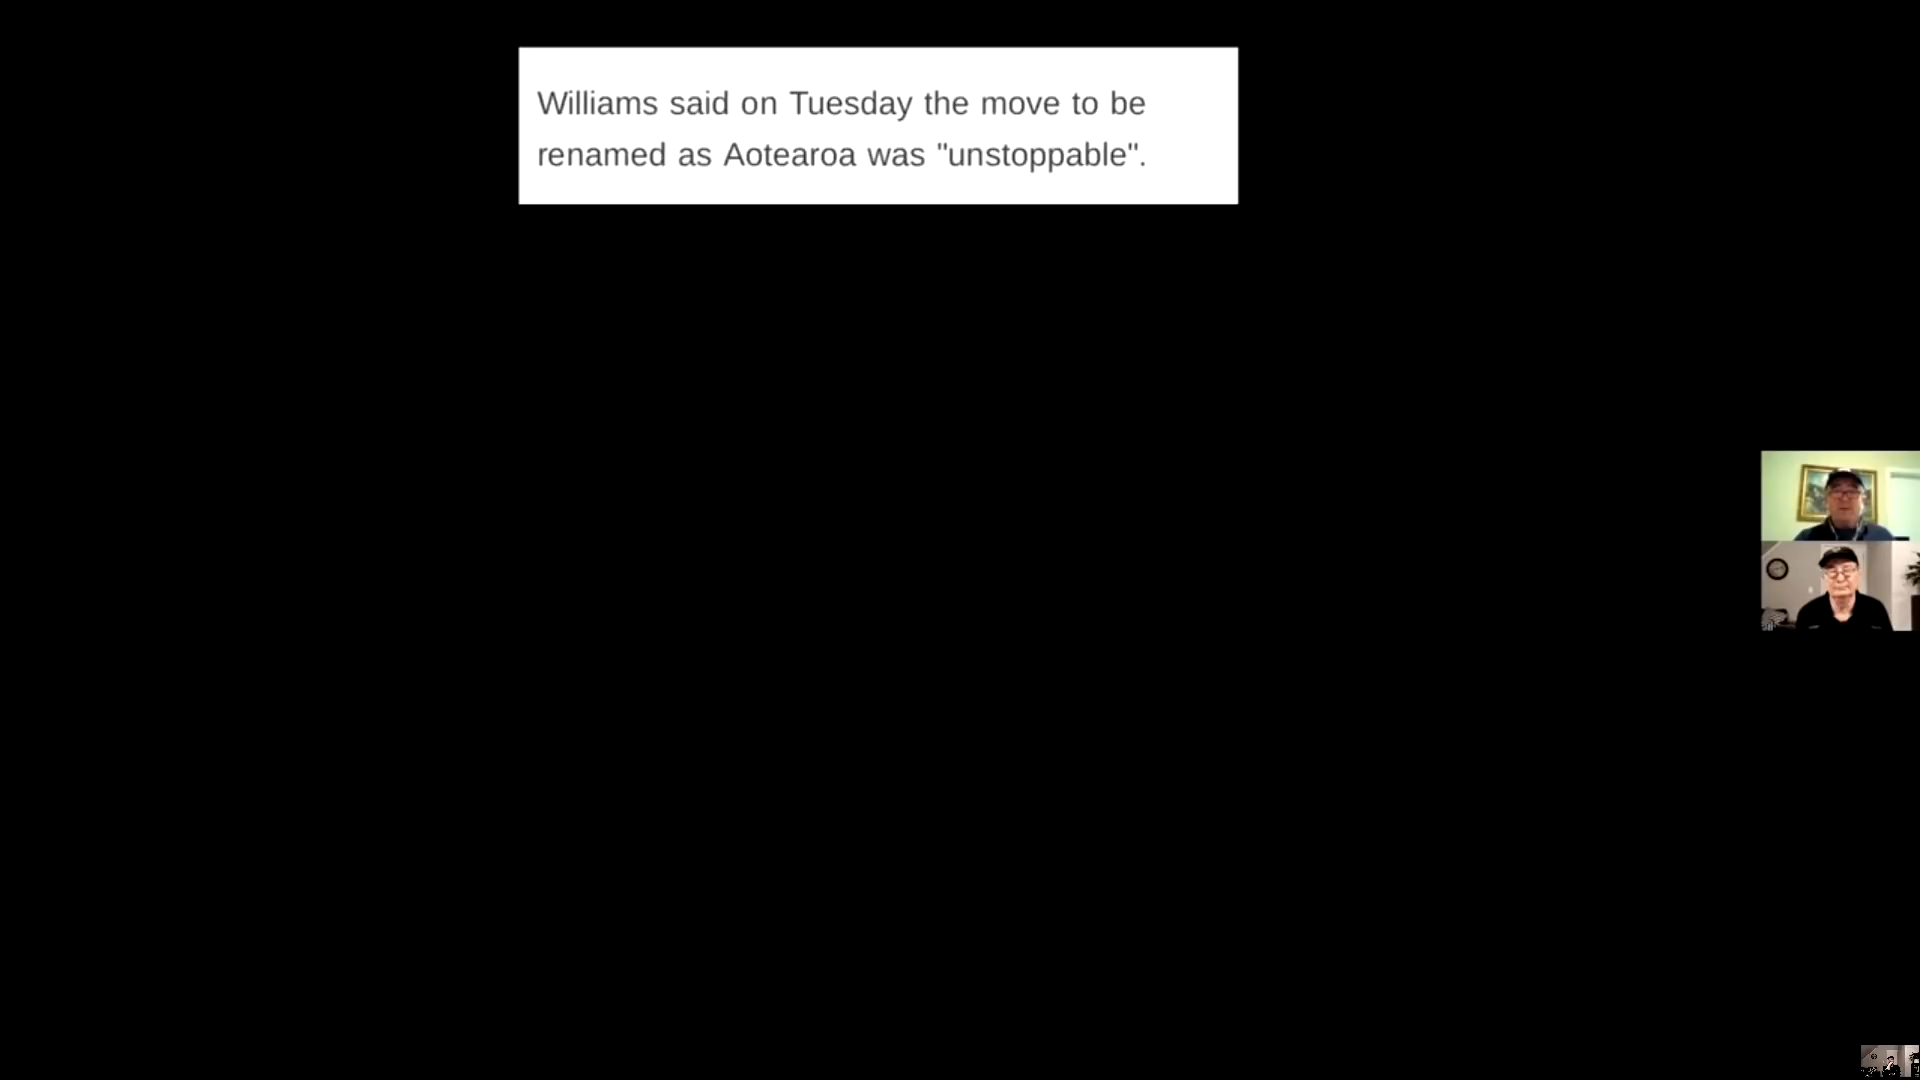 Williams said on Tuesday the move to be
renamed as Aotearoa was "unstoppable".